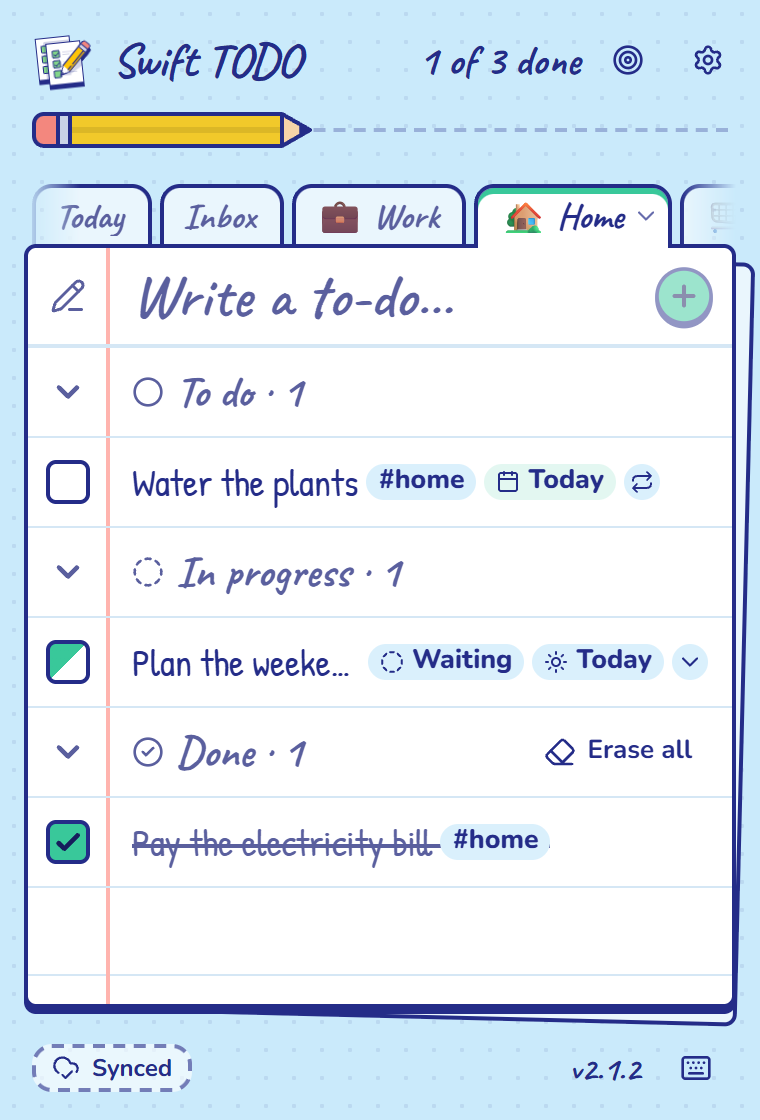 Swift TODO 1 of 3 done
Today Inbox Work Home
Write a to-do...
To do · 1
Water the plants #home Today
In progress · 1
Plan the weeke... Waiting Today
Done · 1 Erase all
Pay the electricity bill #home
Synced v2.1.2